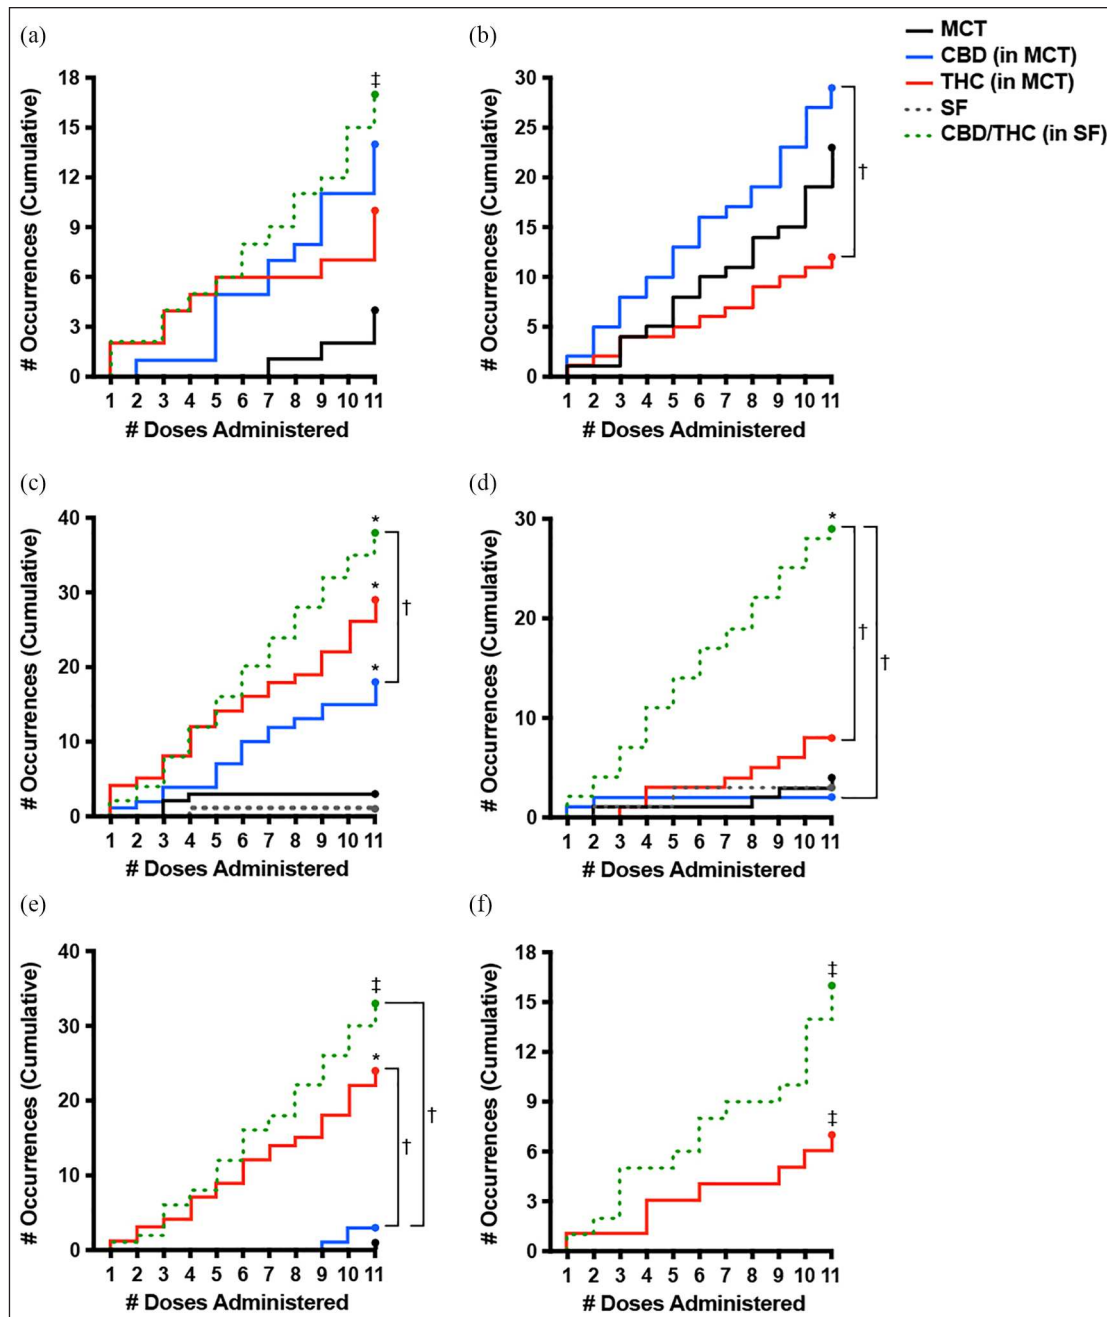 (a)
# Occurrences (Cumulative)
18
15
12
9
6
3
0
‡
1 2 3 4 5 6 7 8 9 10 11
# Doses Administered
(b)
# Occurrences (Cumulative)
30
25
20
15
10
5
0
†
1 2 3 4 5 6 7 8 9 10 11
# Doses Administered
MCT
CBD (in MCT)
THC (in MCT)
SF
CBD/THC (in SF)
(c)
# Occurrences (Cumulative)
40
30
20
10
0
*
*
*
†
1 2 3 4 5 6 7 8 9 10 11
# Doses Administered
(d)
# Occurrences (Cumulative)
30
20
10
0
*
†
†
1 2 3 4 5 6 7 8 9 10 11
# Doses Administered
(e)
# Occurrences (Cumulative)
40
30
20
10
0
‡
*
†
†
1 2 3 4 5 6 7 8 9 10 11
# Doses Administered
(f)
# Occurrences (Cumulative)
18
15
12
9
6
3
0
‡
‡
1 2 3 4 5 6 7 8 9 10 11
# Doses Administered